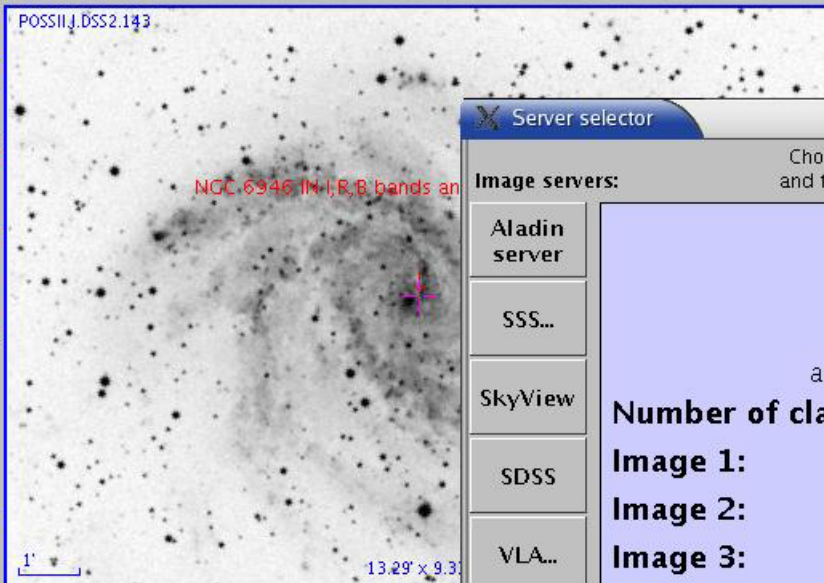 POSSII.J.DSS2.143
Server selector
Cho
Image servers:
and t
NGC 6946 IN I,R,B bands an
Aladin
server
SSS...
a
SkyView
Number of cla
Image 1:
SDSS
Image 2:
VLA...
Image 3:
1'
13.29' x 9.3